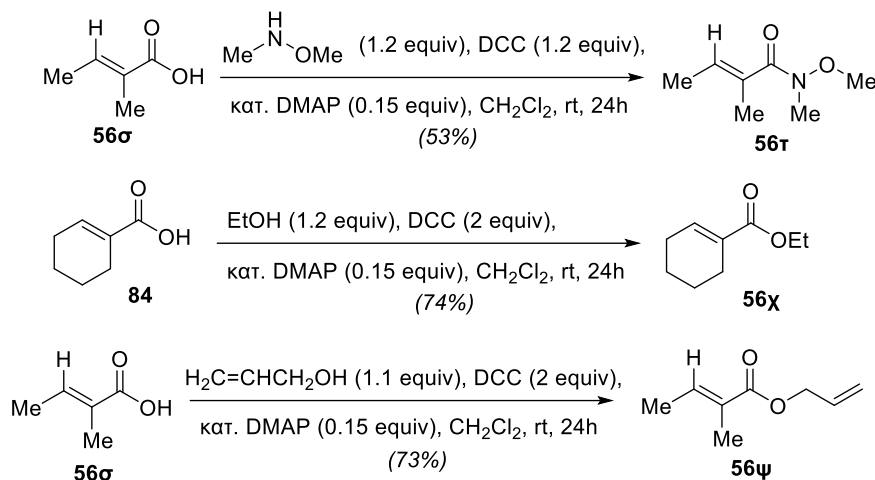 H O
Me OH
Me
56σ
H
Me N OMe (1.2 equiv), DCC (1.2 equiv),
κατ. DMAP (0.15 equiv), CH2Cl2, rt, 24h
(53%)
H O
Me N O Me
Me Me
56τ
O
OH
84
EtOH (1.2 equiv), DCC (2 equiv),
κατ. DMAP (0.15 equiv), CH2Cl2, rt, 24h
(74%)
O
OEt
56χ
H O
Me OH
Me
56σ
H2C=CHCH2OH (1.1 equiv), DCC (2 equiv),
κατ. DMAP (0.15 equiv), CH2Cl2, rt, 24h
(73%)
H O
Me O
Me
56ψ